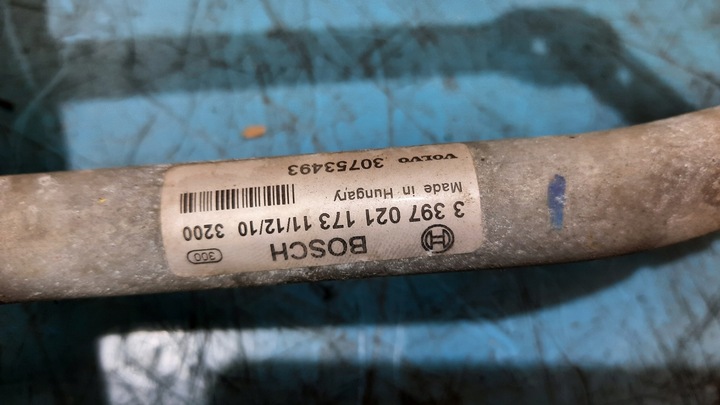 BOSCH 300
3 397 021 173 11/12/10 3200
Made in Hungary
VOLVO 30753493